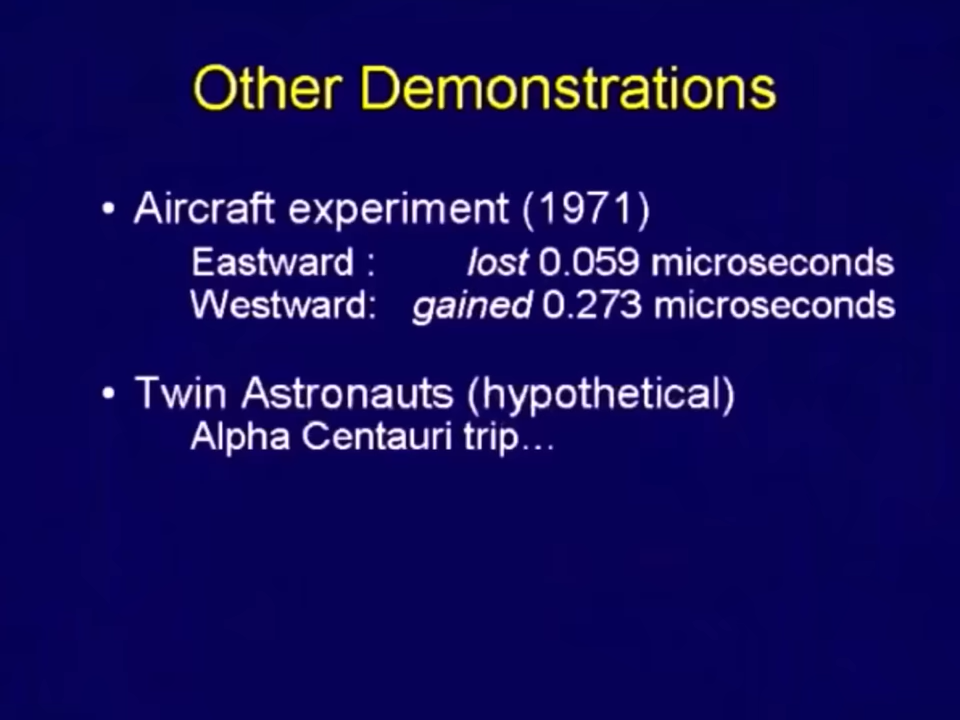 Other Demonstrations
• Aircraft experiment (1971)
Eastward : lost 0.059 microseconds
Westward: gained 0.273 microseconds
• Twin Astronauts (hypothetical)
Alpha Centauri trip…